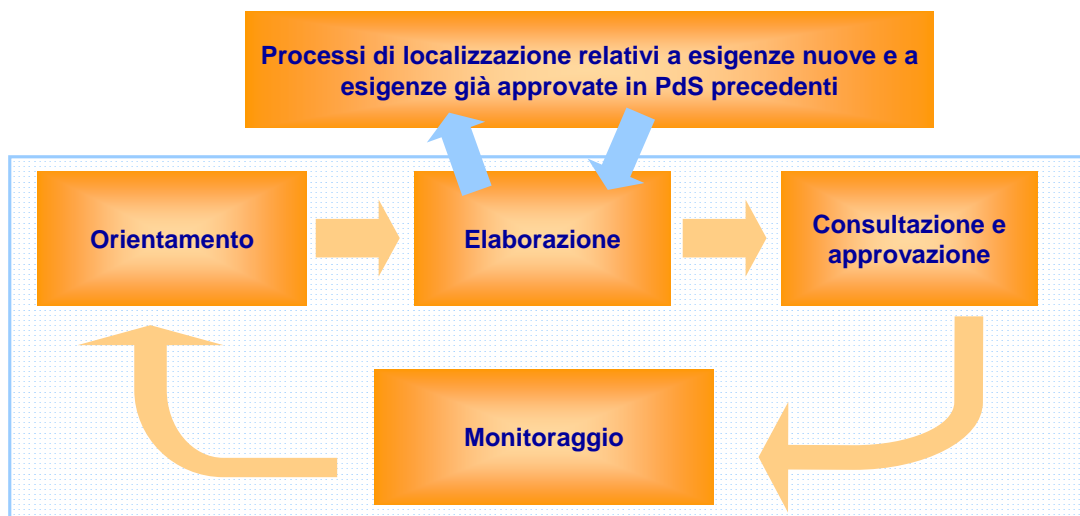 Processi di localizzazione relativi a esigenze nuove e a
esigenze già approvate in PdS precedenti
Orientamento
Elaborazione
Consultazione e
approvazione
Monitoraggio